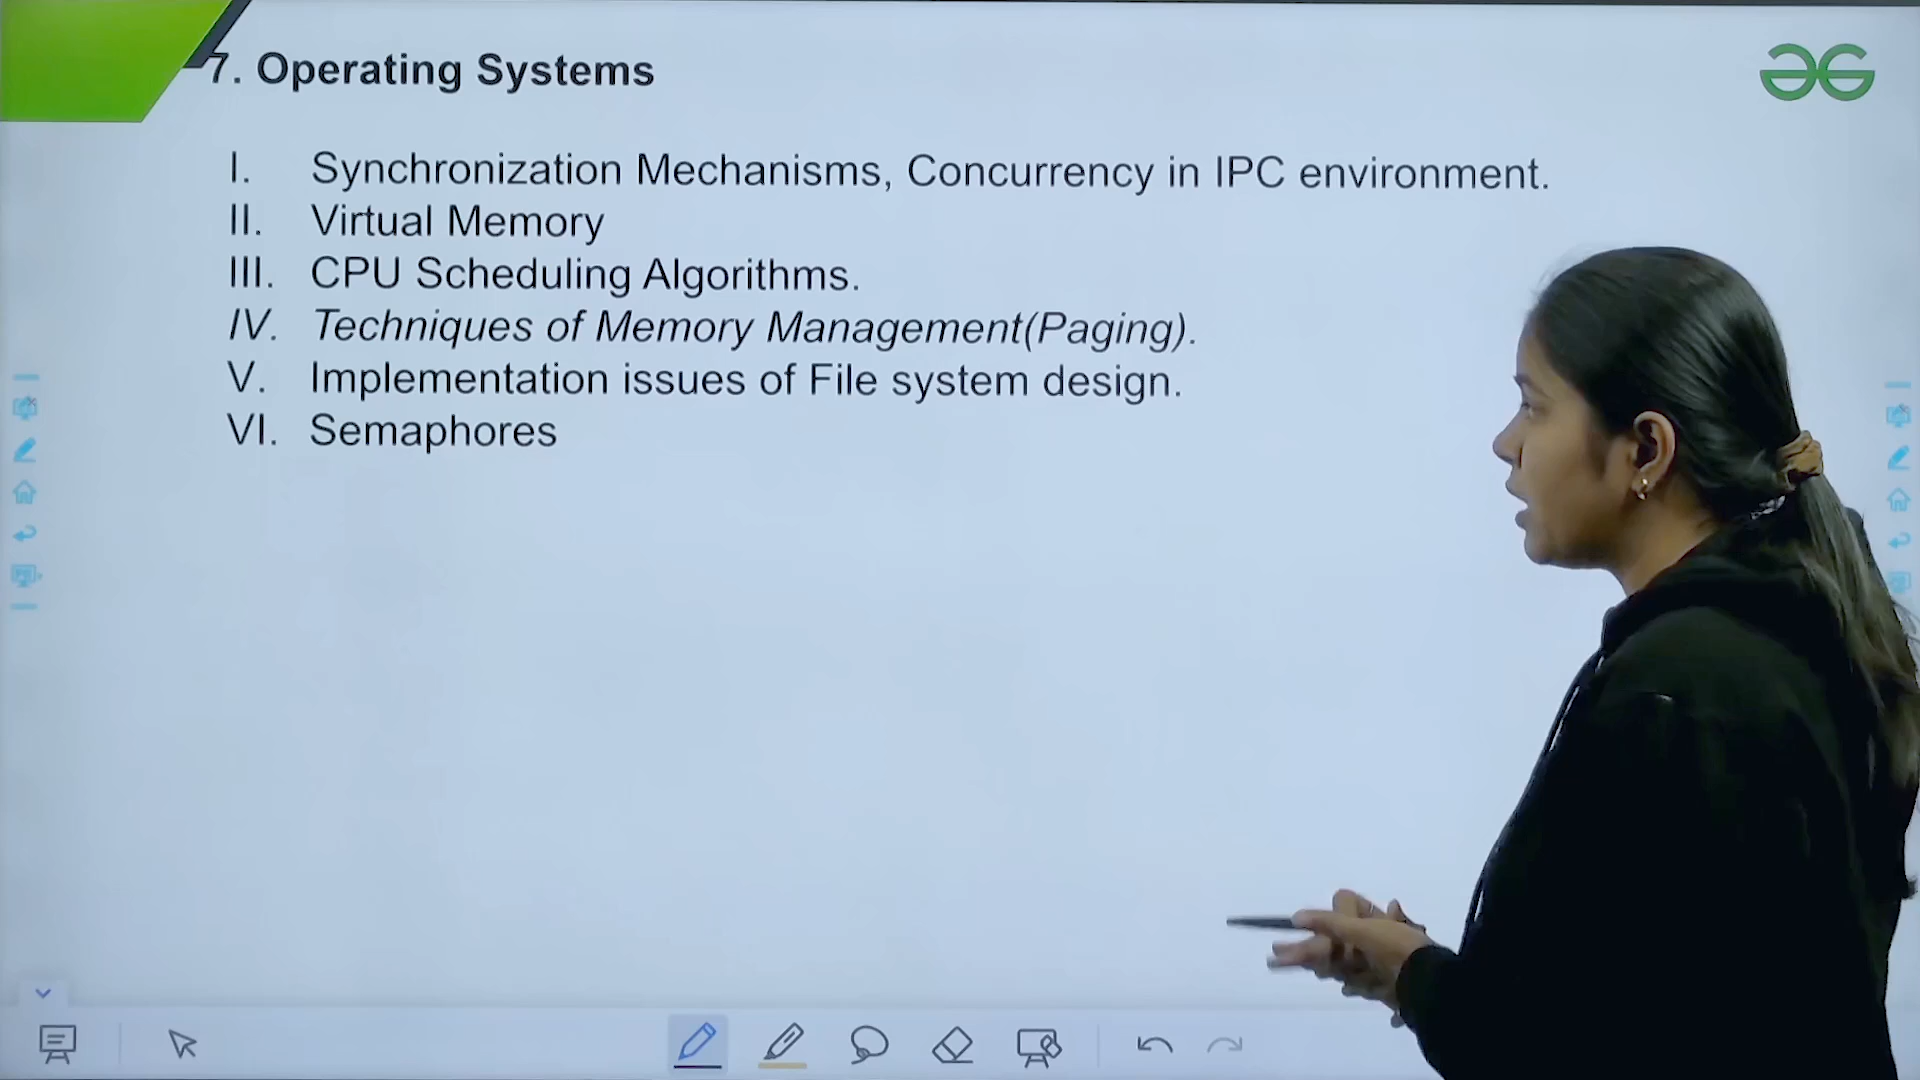 7. Operating Systems
I. Synchronization Mechanisms, Concurrency in IPC environment.
II. Virtual Memory
III. CPU Scheduling Algorithms.
IV. Techniques of Memory Management(Paging).
V. Implementation issues of File system design.
VI. Semaphores